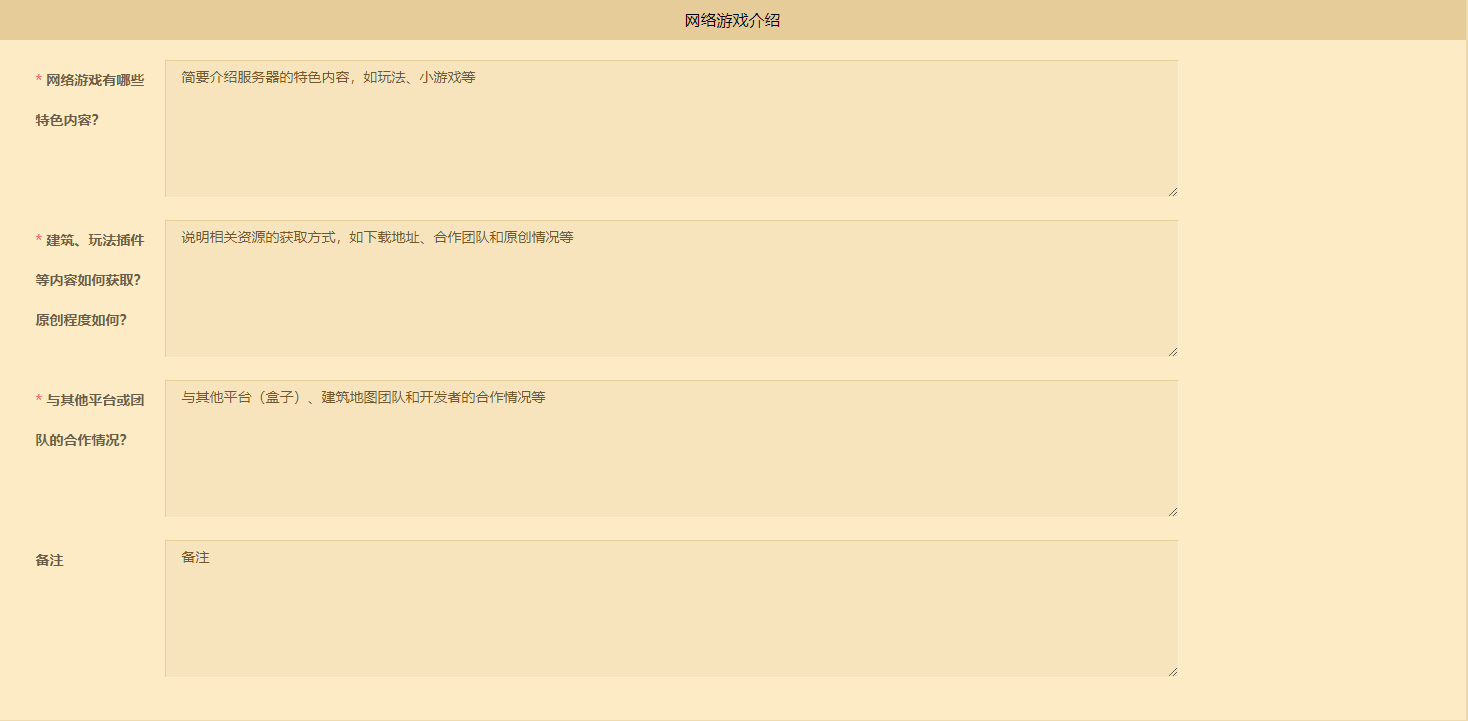 网络游戏介绍
* 网络游戏有哪些
特色内容？
简要介绍服务器的特色内容，如玩法、小游戏等
* 建筑、玩法插件
等内容如何获取？
原创程度如何？
说明相关资源的获取方式，如下载地址、合作团队和原创情况等
* 与其他平台或团
队的合作情况？
与其他平台（盒子）、建筑地图团队和开发者的合作情况等
备注
备注